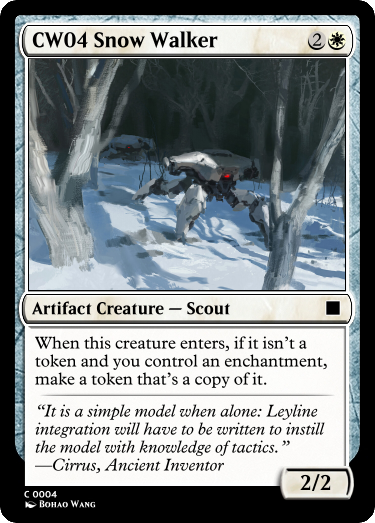 CW04 Snow Walker 2
Artifact Creature — Scout
When this creature enters, if it isn't a
token and you control an enchantment,
make a token that's a copy of it.
“It is a simple model when alone: Leyline
integration will have to be written to instill
the model with knowledge of tactics.”
—Cirrus, Ancient Inventor
2/2
C 0004
Bohao Wang